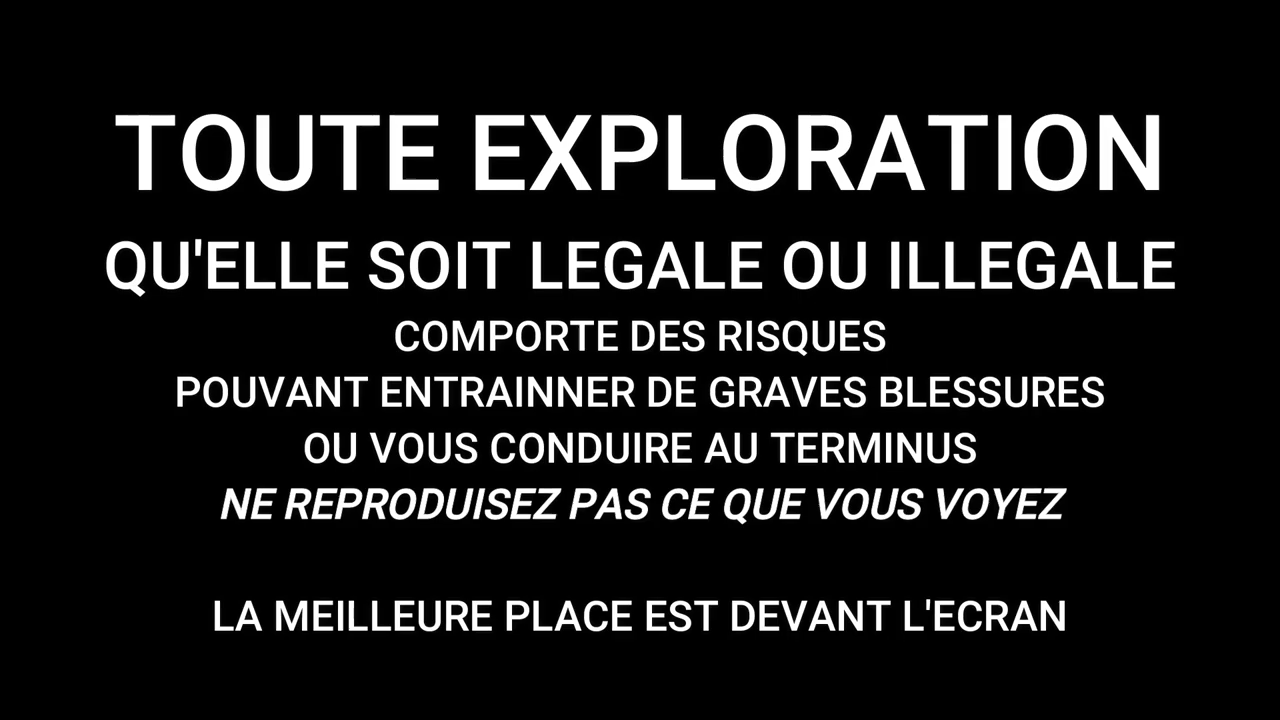 TOUTE EXPLORATION
QU'ELLE SOIT LEGALE OU ILLEGALE
COMPORTE DES RISQUES
POUVANT ENTRAINNER DE GRAVES BLESSURES
OU VOUS CONDUIRE AU TERMINUS
NE REPRODUISEZ PAS CE QUE VOUS VOYEZ
LA MEILLEURE PLACE EST DEVANT L'ECRAN